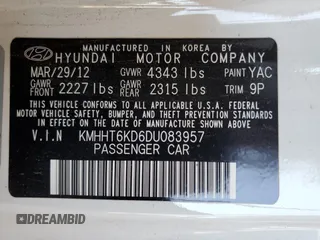 MANUFACTURED IN KOREA BY
HYUNDAI MOTOR COMPANY
MAR/29/12 GVWR 4343 lbs PAINT YAC
GAWR FRONT 2227 lbs GAWR REAR 2315 lbs TRIM 9P
THIS VEHICLE CONFORMS TO ALL APPLICABLE U.S. FEDERAL MOTOR VEHICLE SAFETY, BUMPER, AND THEFT PREVENTION STANDARDS IN EFFECT ON THE DATE OF MANUFACTURE SHOWN ABOVE.
V.I.N KMHHT6KD6DU083957
PASSENGER CAR
DREAMBID